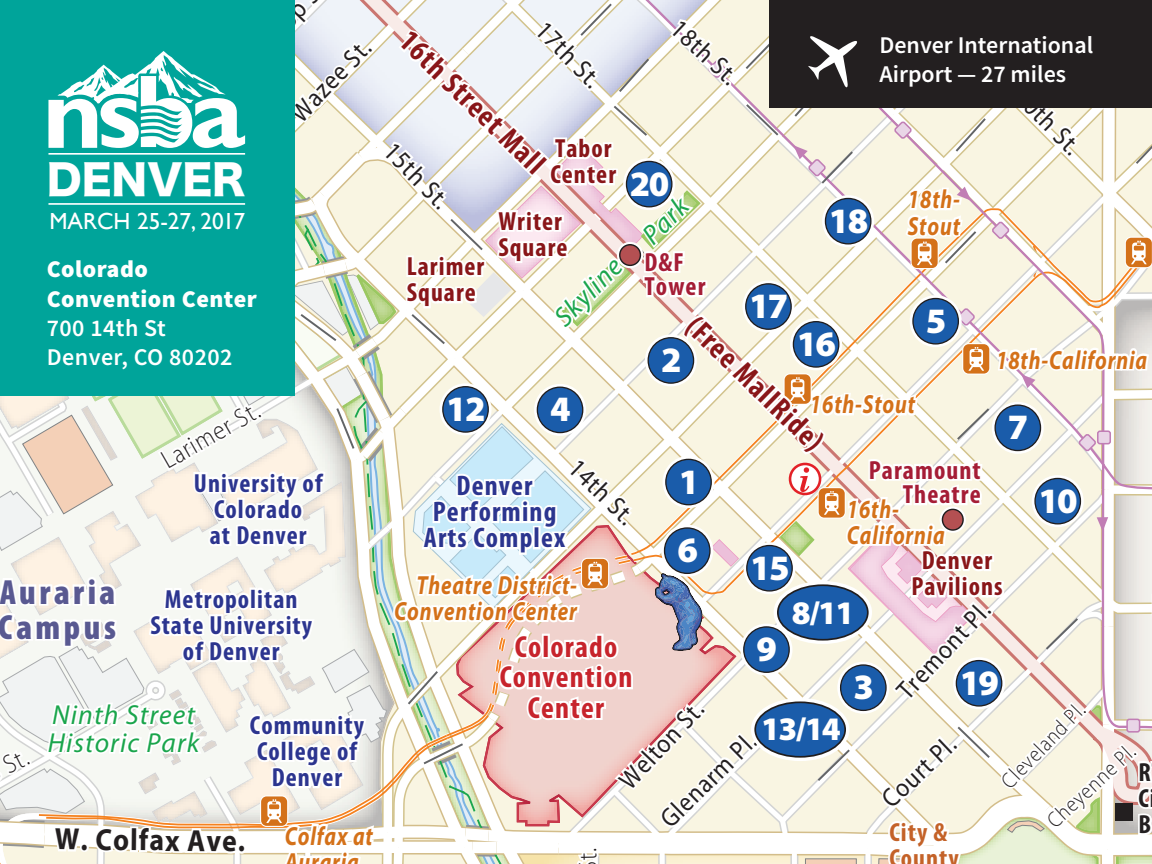 nsba
DENVER
MARCH 25-27, 2017
Colorado
Convention Center
700 14th St
Denver, CO 80202
Denver International
Airport — 27 miles
Wazee St.
16th Street Mall
17th St.
18th St.
15th St.
Tabor
Center
20
Writer
Square
Skyline Park
D&F
Tower
Larimer
Square
18
18th-
Stout
17
16
5
18th-California
2
(Free MallRide)
16th-Stout
12
4
7
Larimer St.
University of
Colorado
at Denver
Denver
Performing
Arts Complex
14th St.
1
i
Paramount
Theatre
10
16th-
California
6
15
Denver
Pavilions
Auraria
Campus
Metropolitan
State University
of Denver
Theatre District-
Convention Center
8/11
Colorado
Convention
Center
9
3
Tremont Pl.
19
Ninth Street
Historic Park
Community
College of
Denver
13/14
Welton St.
Glenarm Pl.
Court Pl.
Cleveland Pl.
Cheyenne Pl.
St.
W. Colfax Ave.
Colfax at
Auraria
City &
County